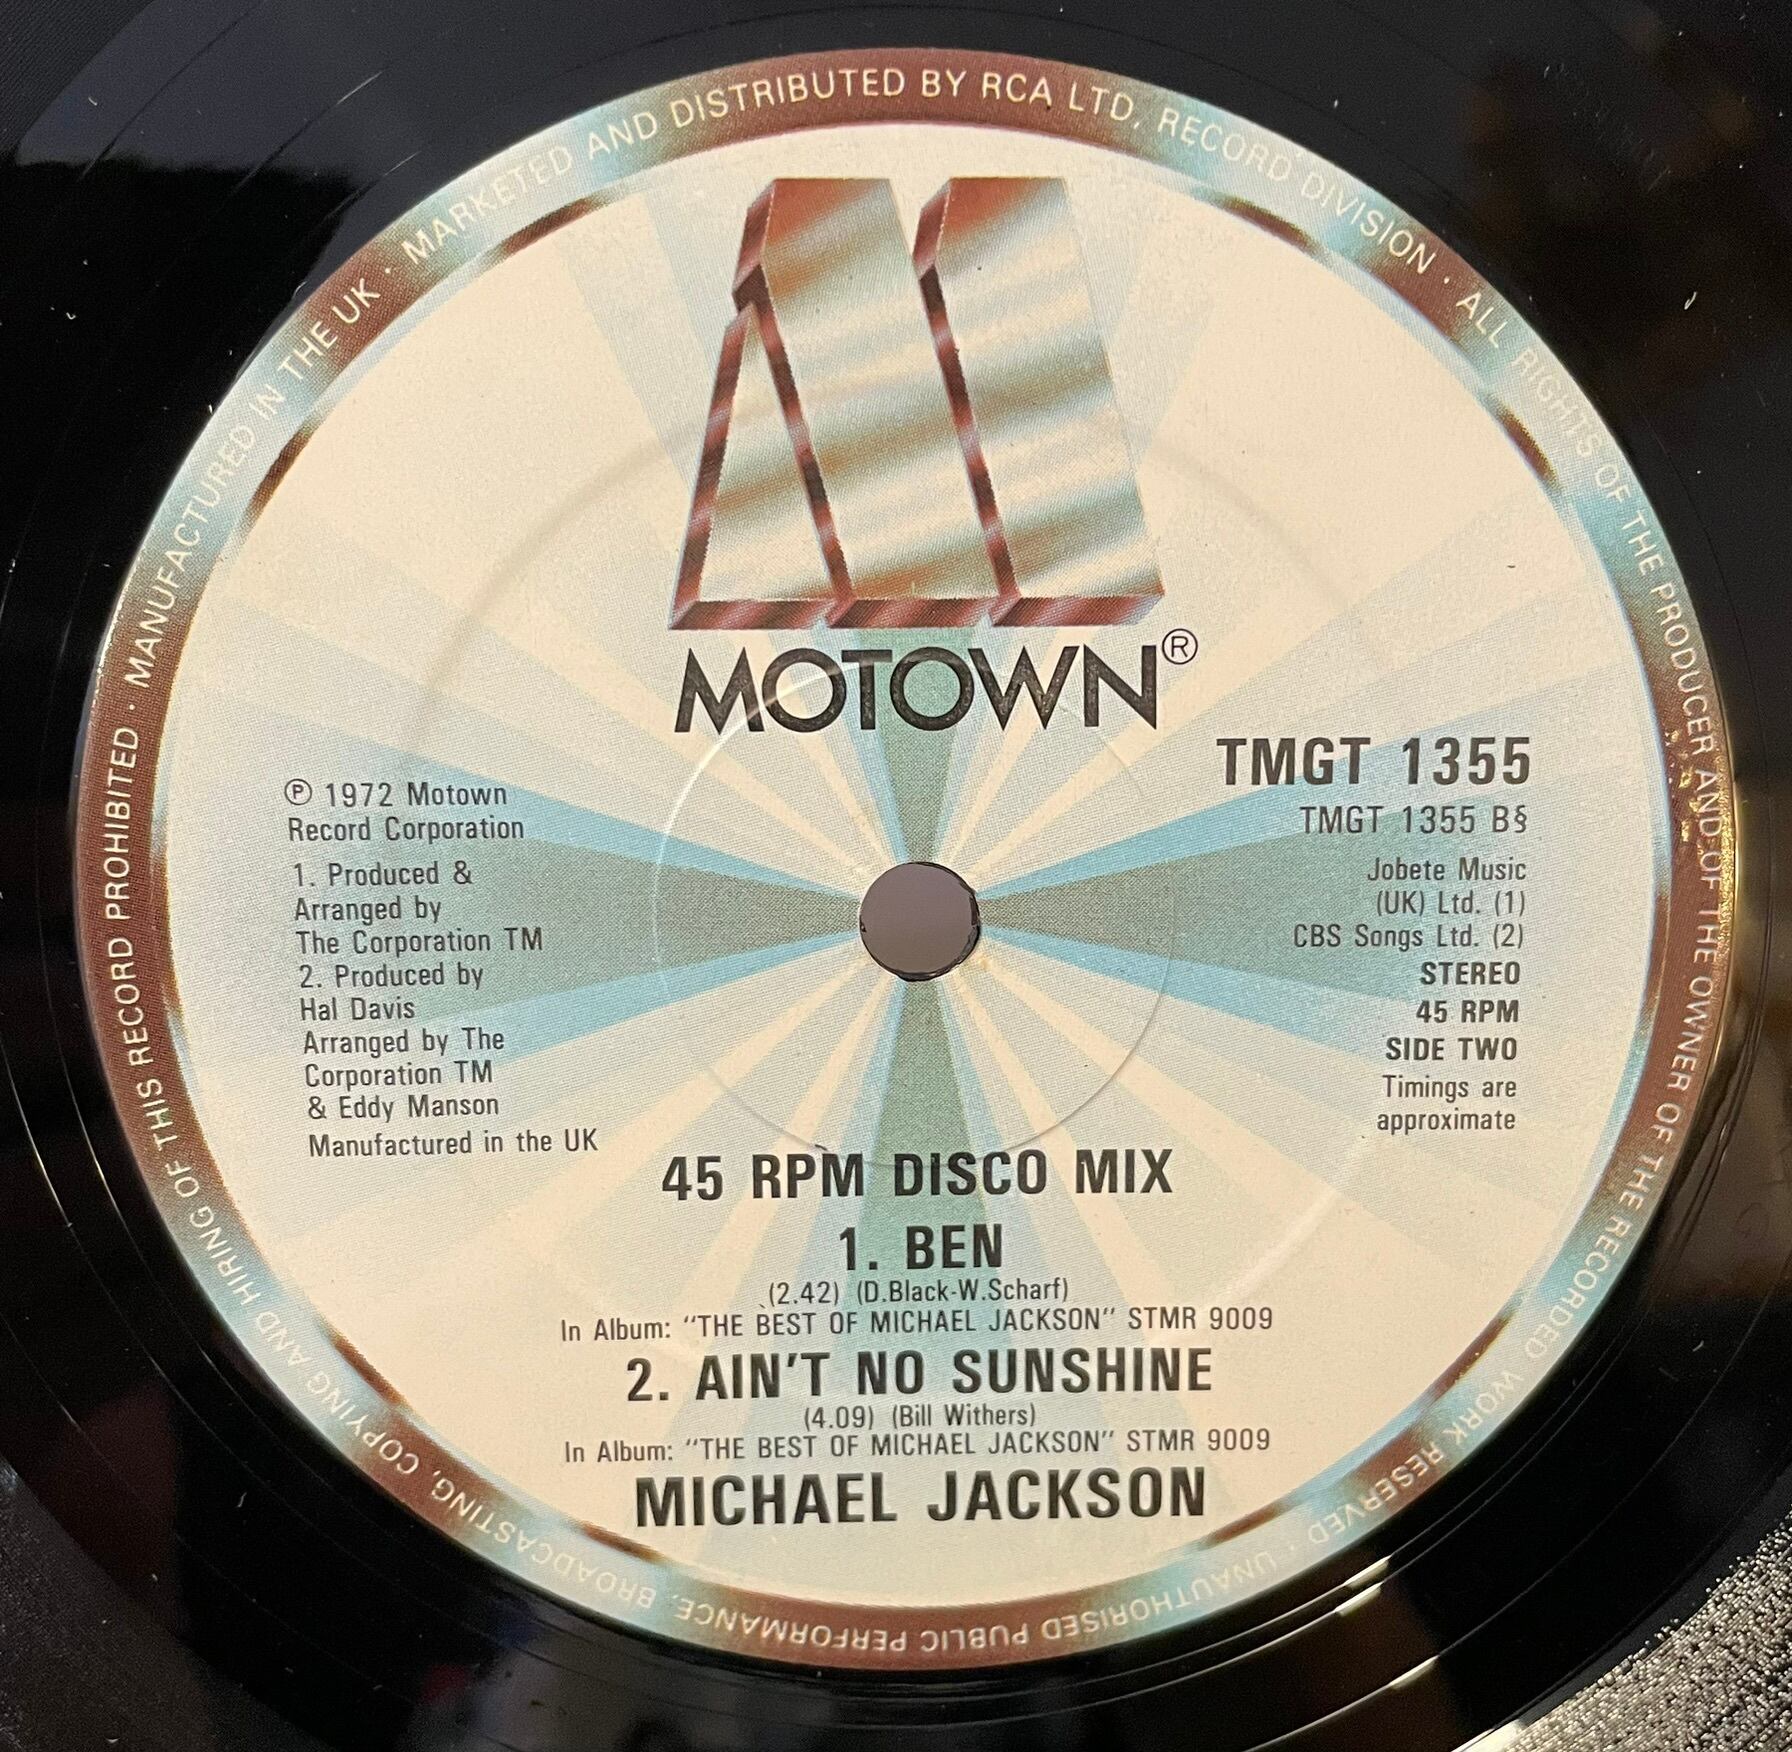 MANUFACTURED IN THE UK · MARKETED AND DISTRIBUTED BY RCA LTD, RECORD DIVISION · ALL RIGHTS OF THE PRODUCER AND OF THE OWNER OF THE RECORDED WORK RESERVED · UNAUTHORISED PUBLIC PERFORMANCE, BROADCASTING, COPYING AND HIRING OF THIS RECORD PROHIBITED ·
MOTOWN®
TMGT 1355
TMGT 1355 B§
Jobete Music
(UK) Ltd. (1)
CBS Songs Ltd. (2)
STEREO
45 RPM
SIDE TWO
Timings are
approximate
℗ 1972 Motown
Record Corporation
1. Produced &
Arranged by
The Corporation TM
2. Produced by
Hal Davis
Arranged by The
Corporation TM
& Eddy Manson
Manufactured in the UK
45 RPM DISCO MIX
1. BEN
(2.42) (D.Black-W.Scharf)
In Album: "THE BEST OF MICHAEL JACKSON" STMR 9009
2. AIN'T NO SUNSHINE
(4.09) (Bill Withers)
In Album: "THE BEST OF MICHAEL JACKSON" STMR 9009
MICHAEL JACKSON